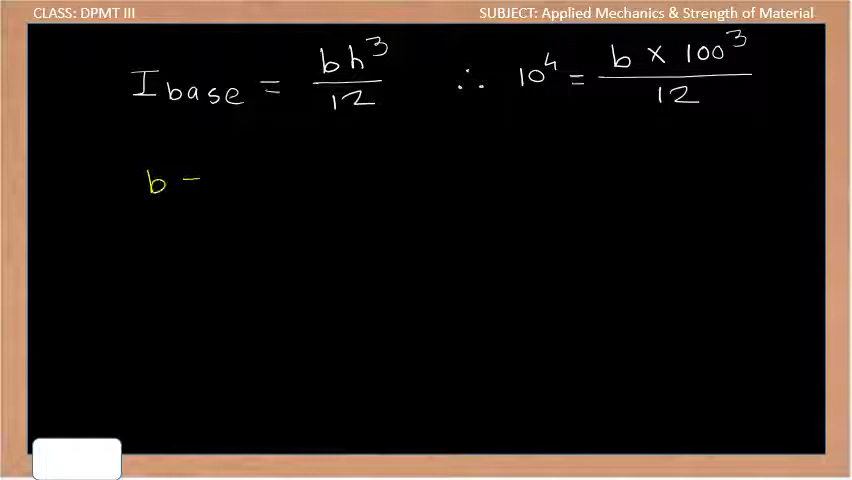 CLASS: DPMT III SUBJECT: Applied Mechanics & Strength of Material
I base = bh³/12 ∴ 10⁴ = b × 100³/12
b -